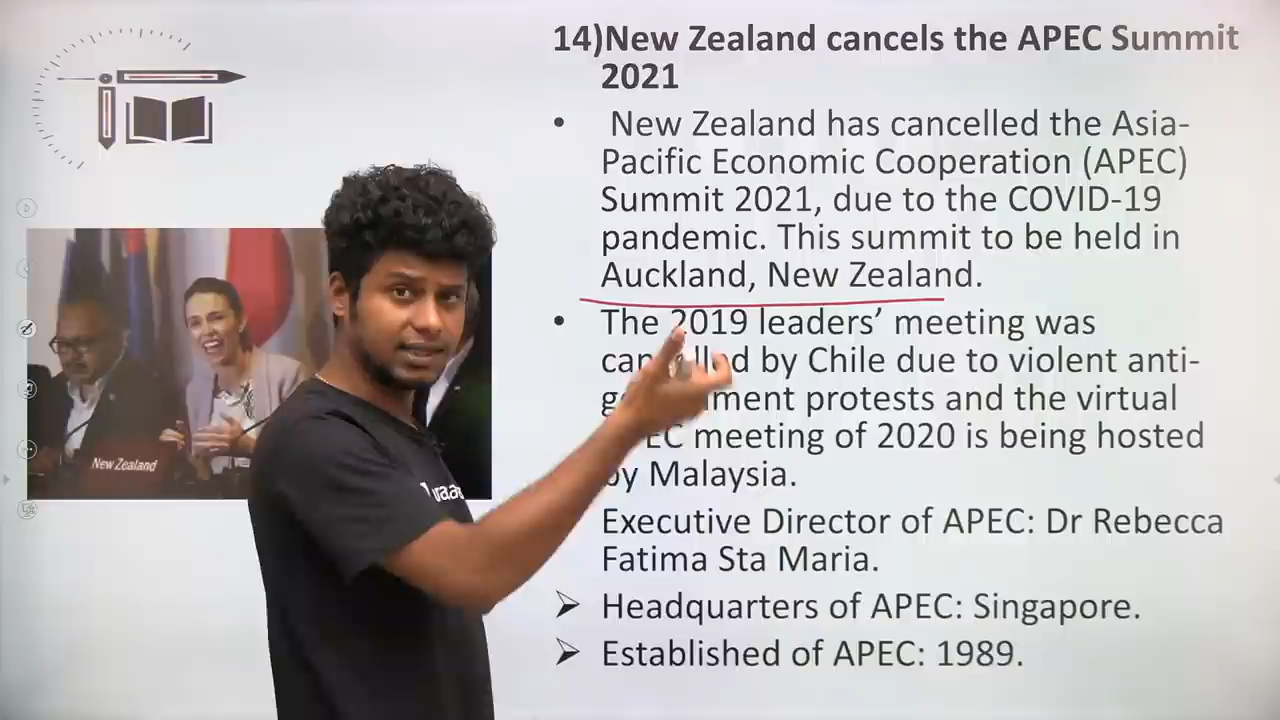 14)New Zealand cancels the APEC Summit
2021
• New Zealand has cancelled the Asia-
Pacific Economic Cooperation (APEC)
Summit 2021, due to the COVID-19
pandemic. This summit to be held in
Auckland, New Zealand.
• The 2019 leaders' meeting was
by Chile due to violent anti-
protests and the virtual
meeting of 2020 is being hosted
by Malaysia.
Executive Director of APEC: Dr Rebecca
Fatima Sta Maria.
➢ Headquarters of APEC: Singapore.
➢ Established of APEC: 1989.
New Zealand